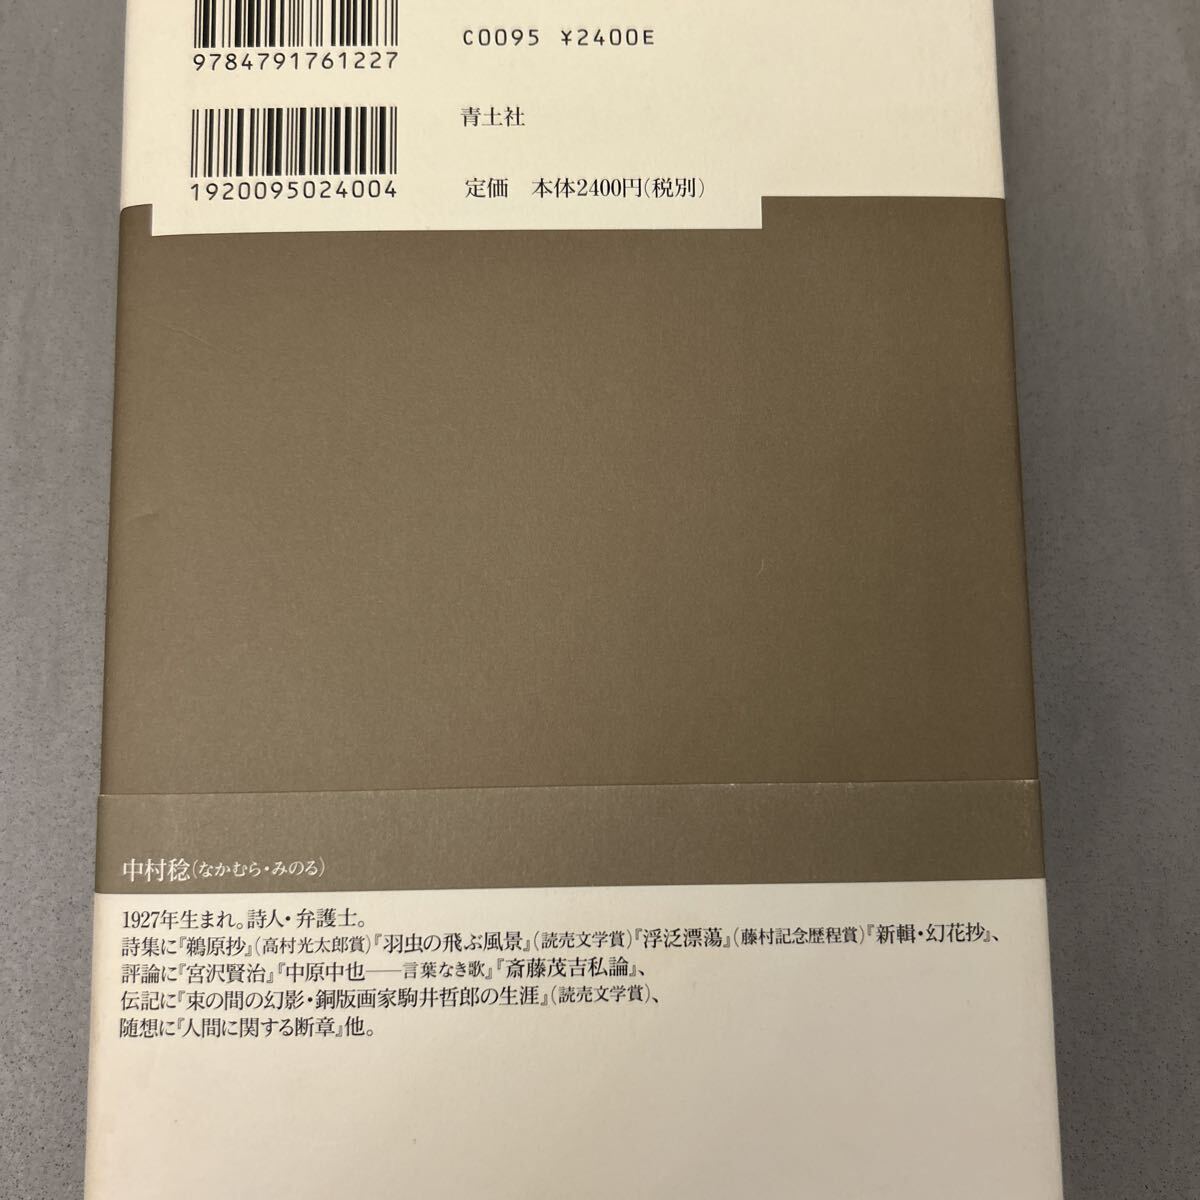 9784791761227
C0095 ¥2400E
青土社
1920095024004
定価 本体2400円(税別)
中村稔(なかむら・みのる)
1927年生まれ。詩人・弁護士。
詩集に『鵜原抄』(高村光太郎賞)『羽虫の飛ぶ風景』(読売文学賞)『浮泛漂蕩』(藤村記念歴程賞)『新輯・幻花抄』、
評論に『宮沢賢治』『中原中也――言葉なき歌』『斎藤茂吉私論』、
伝記に『束の間の幻影・銅版画家駒井哲郎の生涯』(読売文学賞)、
随想に『人間に関する断章』他。